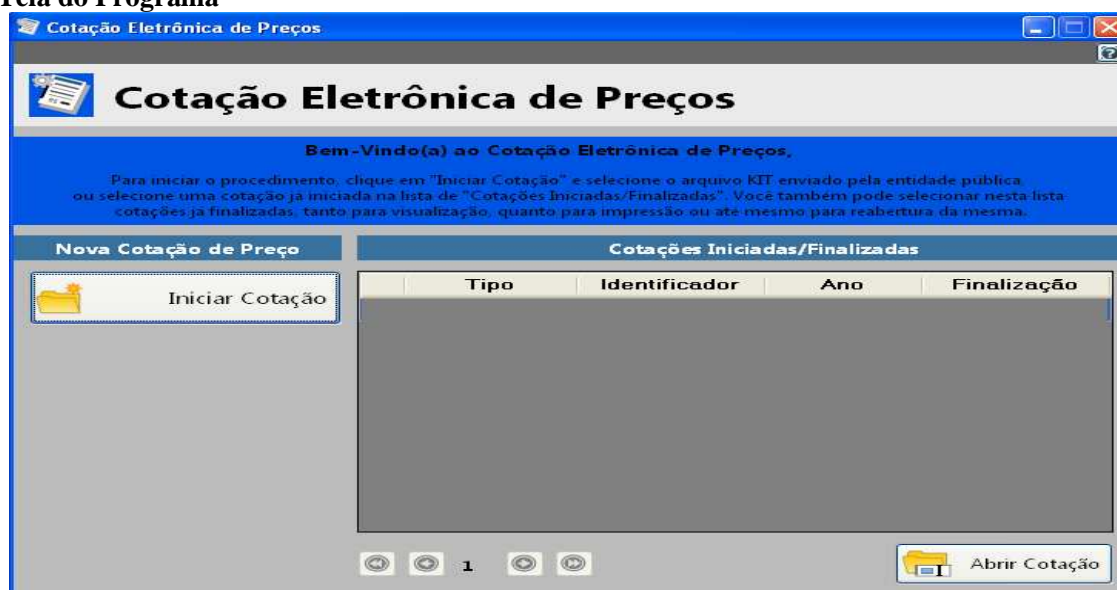 Tela do Programa
Cotação Eletrônica de Preços
Cotação Eletrônica de Preços
Bem-Vindo(a) ao Cotação Eletrônica de Preços,
Para iniciar o procedimento, clique em "Iniciar Cotação" e selecione o arquivo KIT enviado pela entidade pública
ou selecione uma cotação já iniciada na lista de "Cotações Iniciadas/Finalizadas". Você também pode selecionar nesta lista
cotações já finalizadas, tanto para visualização, quanto para impressão ou até mesmo para reabertura da mesma.
Nova Cotação de Preço
Cotações Iniciadas/Finalizadas
Iniciar Cotação
Tipo Identificador Ano Finalização
1
Abrir Cotação